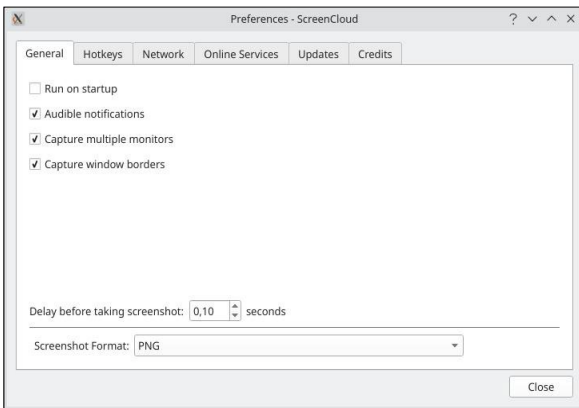 Preferences - ScreenCloud
General Hotkeys Network Online Services Updates Credits
Run on startup
Audible notifications
Capture multiple monitors
Capture window borders
Delay before taking screenshot: 0,10 seconds
Screenshot Format: PNG
Close